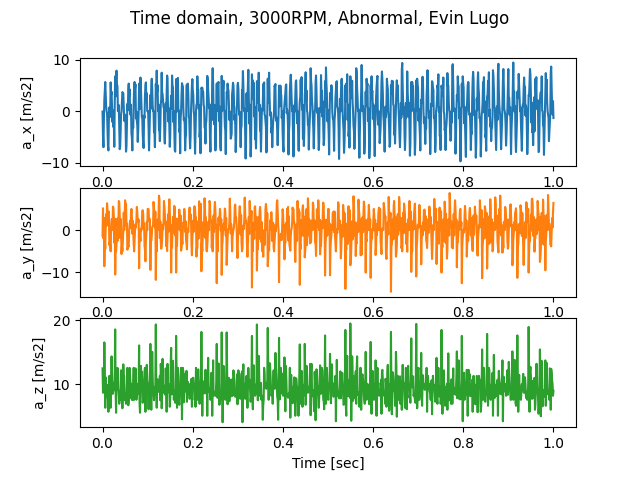 Time domain, 3000RPM, Abnormal, Evin Lugo
10
0
−10
a_x [m/s2]
0.0 0.2 0.4 0.6 0.8 1.0
0
−10
a_y [m/s2]
0.0 0.2 0.4 0.6 0.8 1.0
20
10
a_z [m/s2]
0.0 0.2 0.4 0.6 0.8 1.0
Time [sec]